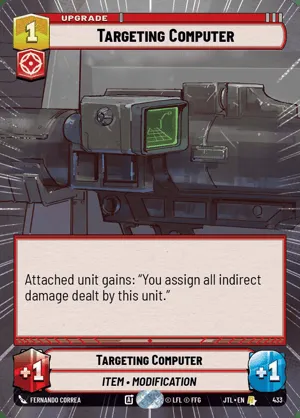 UPGRADE
1
TARGETING COMPUTER
Attached unit gains: “You assign all indirect
damage dealt by this unit.”
+1
TARGETING COMPUTER
+1
ITEM • MODIFICATION
FERNANDO CORREA
© LFL © FFG
JTL • EN
433